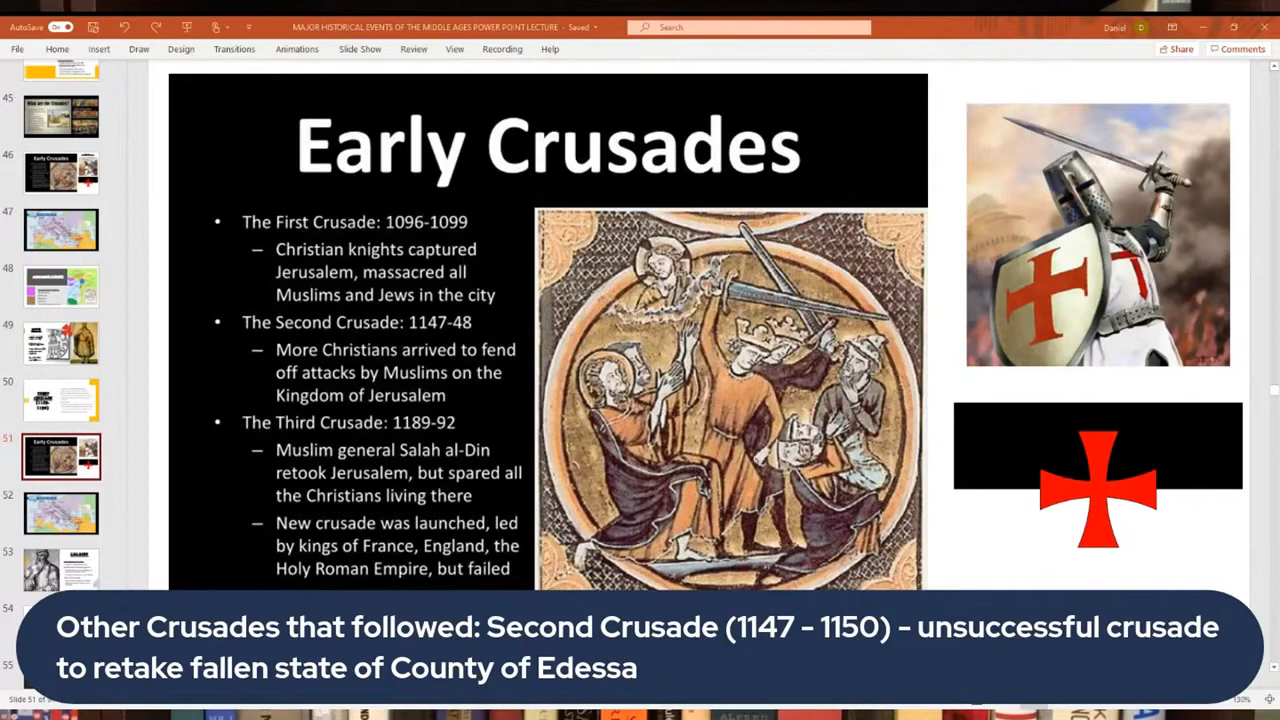 AutoSave On MAJOR HISTORICAL EVENTS OF THE MIDDLE AGES POWER POINT LECTURE - Saved Search Daniel D
File Home Insert Draw Design Transitions Animations Slide Show Review View Recording Help Share Comments
45
46
Early Crusades
47
48
49
50
51
Early Crusades
52
53
54
55
Early Crusades
• The First Crusade: 1096-1099
– Christian knights captured
Jerusalem, massacred all
Muslims and Jews in the city
• The Second Crusade: 1147-48
– More Christians arrived to fend
off attacks by Muslims on the
Kingdom of Jerusalem
• The Third Crusade: 1189-92
– Muslim general Salah al-Din
retook Jerusalem, but spared all
the Christians living there
– New crusade was launched, led
by kings of France, England, the
Holy Roman Empire, but failed
Other Crusades that followed: Second Crusade (1147 - 1150) - unsuccessful crusade
to retake fallen state of County of Edessa
Slide 51 of
130%
ALFRED